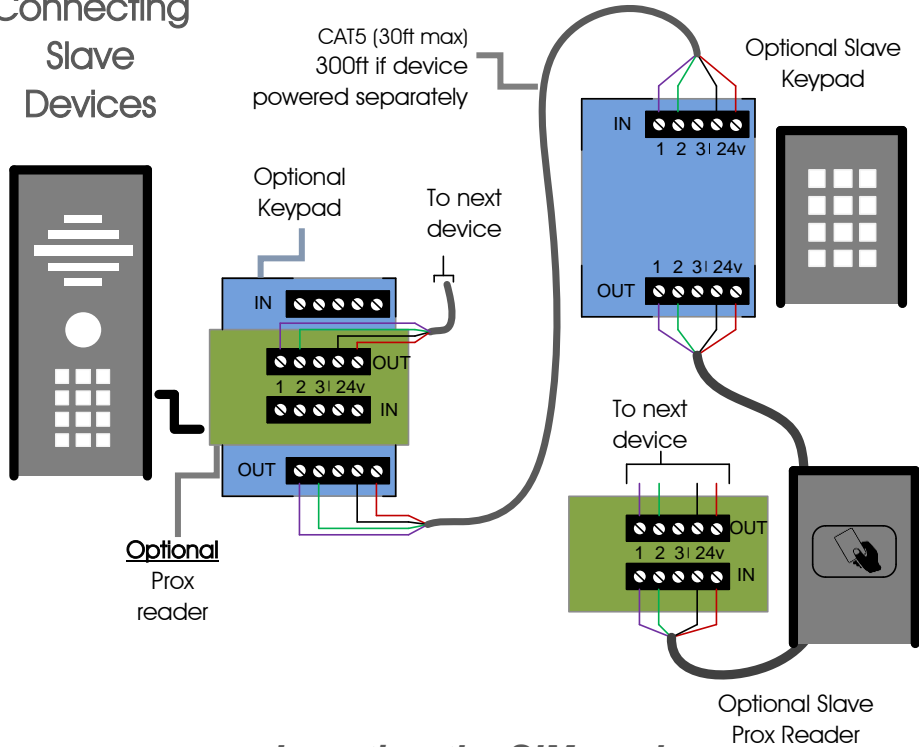 Connecting
Slave
Devices
CAT5 (30ft max)
300ft if device
powered separately
Optional Slave
Keypad
IN
1 2 3 24v
1 2 3 24v
OUT
Optional
Keypad
To next
device
IN
OUT
1 2 3 24v
IN
OUT
Optional
Prox
reader
To next
device
OUT
1 2 3 24v
IN
Optional Slave
Prox Reader